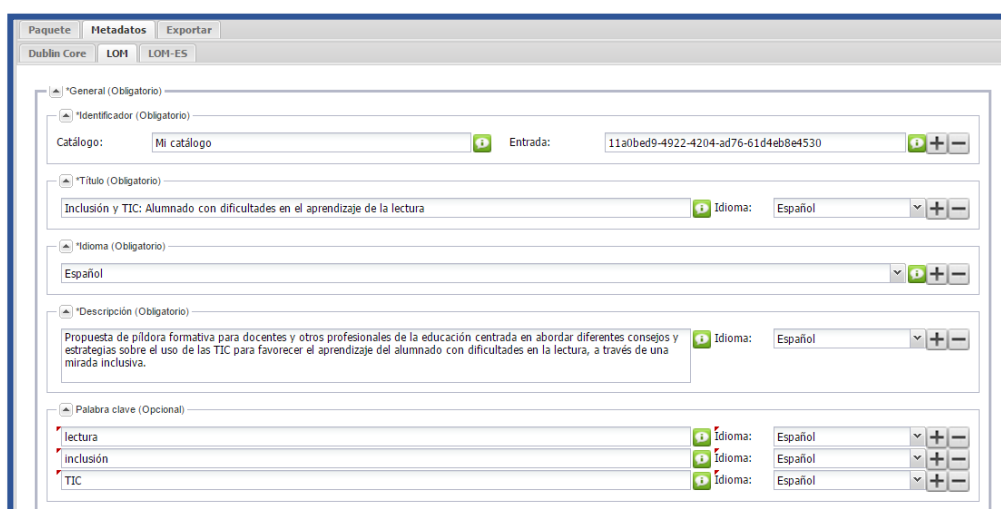 Paquete Metadatos Exportar
Dublin Core LOM LOM-ES
*General (Obligatorio)
*Identificador (Obligatorio)
Catálogo: Mi catálogo Entrada: 11a0bed9-4922-4204-ad76-61d4eb8e4530
*Título (Obligatorio)
Inclusión y TIC: Alumnado con dificultades en el aprendizaje de la lectura Idioma: Español
*Idioma (Obligatorio)
Español
*Descripción (Obligatorio)
Propuesta de píldora formativa para docentes y otros profesionales de la educación centrada en abordar diferentes consejos y Idioma: Español
estrategias sobre el uso de las TIC para favorecer el aprendizaje del alumnado con dificultades en la lectura, a través de una
mirada inclusiva.
Palabra clave (Opcional)
lectura Idioma: Español
inclusión Idioma: Español
TIC Idioma: Español